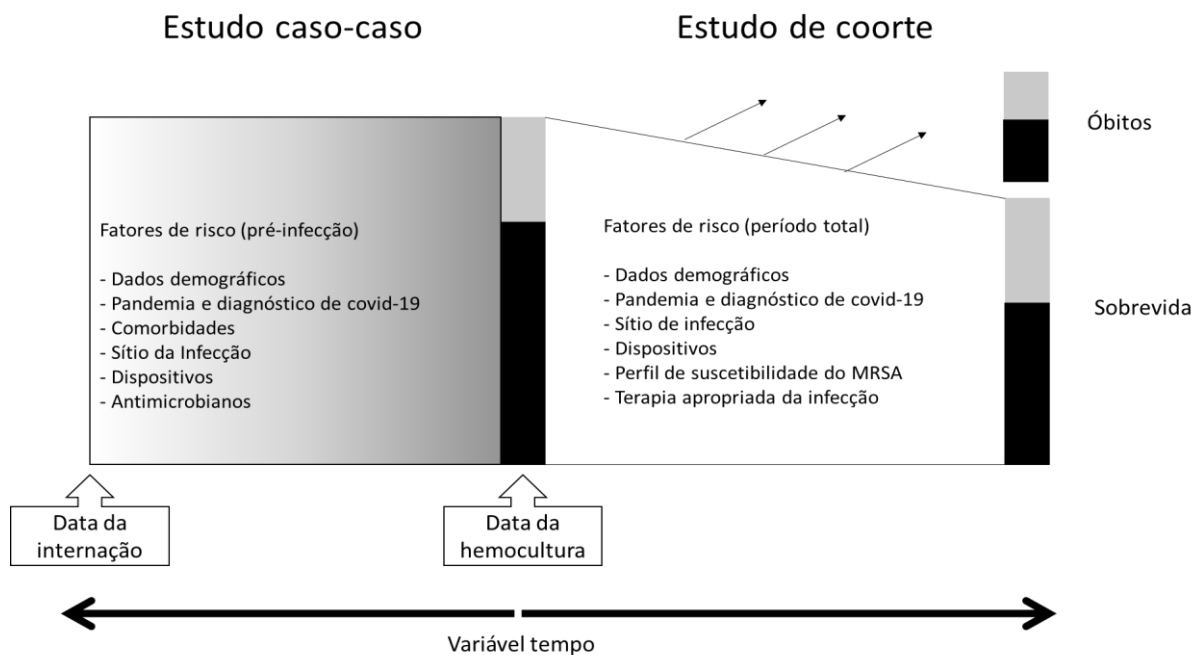 Estudo caso-caso
Estudo de coorte
Óbitos
Fatores de risco (pré-infecção)
- Dados demográficos
- Pandemia e diagnóstico de covid-19
- Comorbidades
- Sítio da Infecção
- Dispositivos
- Antimicrobianos
Fatores de risco (período total)
- Dados demográficos
- Pandemia e diagnóstico de covid-19
- Sítio de infecção
- Dispositivos
- Perfil de suscetibilidade do MRSA
- Terapia apropriada da infecção
Sobrevida
Data da
internação
Data da
hemocultura
Variável tempo